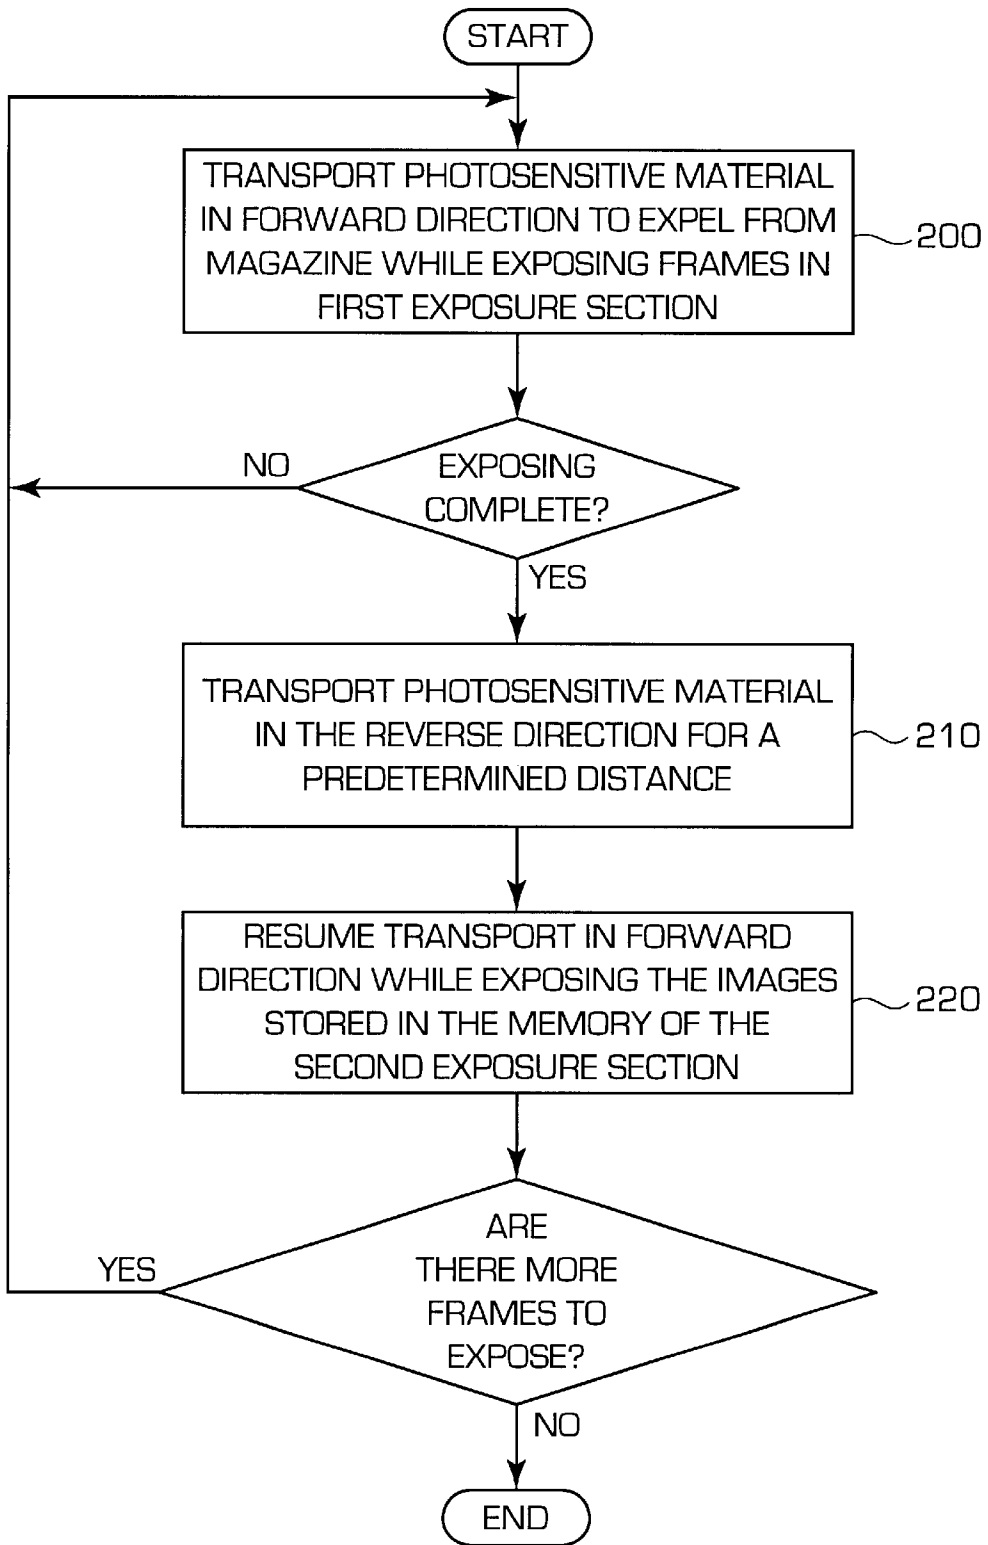 START
TRANSPORT PHOTOSENSITIVE MATERIAL
IN FORWARD DIRECTION TO EXPEL FROM
MAGAZINE WHILE EXPOSING FRAMES IN
FIRST EXPOSURE SECTION
200
NO
EXPOSING
COMPLETE?
YES
TRANSPORT PHOTOSENSITIVE MATERIAL
IN THE REVERSE DIRECTION FOR A
PREDETERMINED DISTANCE
210
RESUME TRANSPORT IN FORWARD
DIRECTION WHILE EXPOSING THE IMAGES
STORED IN THE MEMORY OF THE
SECOND EXPOSURE SECTION
220
YES
ARE
THERE MORE
FRAMES TO
EXPOSE?
NO
END